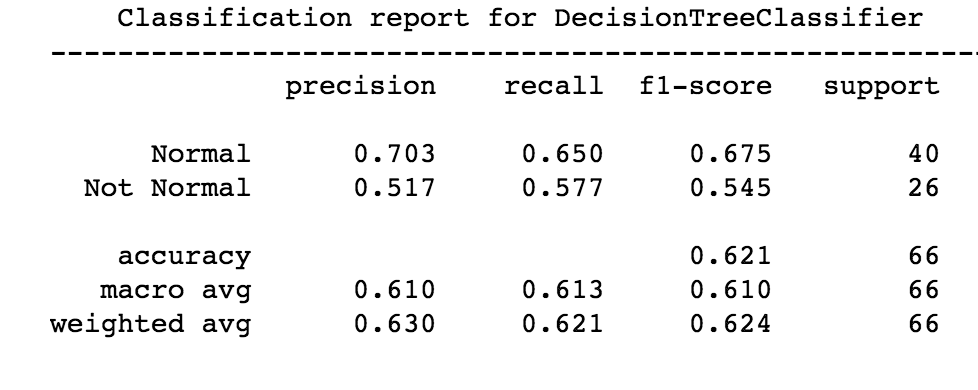 Classification report for DecisionTreeClassifier
-------------------------------------------------------
precision recall f1-score support
Normal 0.703 0.650 0.675 40
Not Normal 0.517 0.577 0.545 26
accuracy 0.621 66
macro avg 0.610 0.613 0.610 66
weighted avg 0.630 0.621 0.624 66